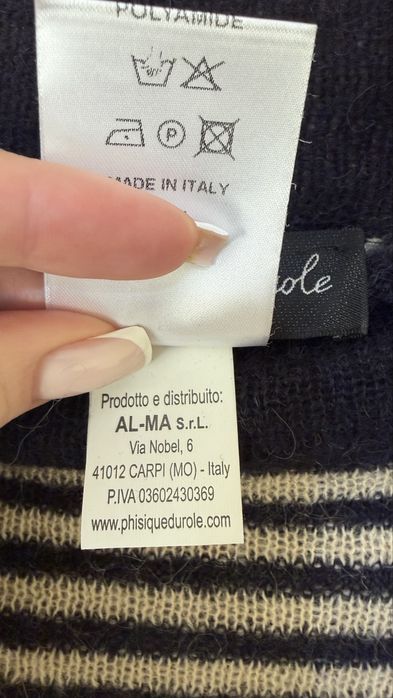 POLYAMIDE
P
MADE IN ITALY
ole
Prodotto e distribuito:
AL-MA S.r.L.
Via Nobel, 6
41012 CARPI (MO) - Italy
P.IVA 03602430369
www.phisiquedurole.com